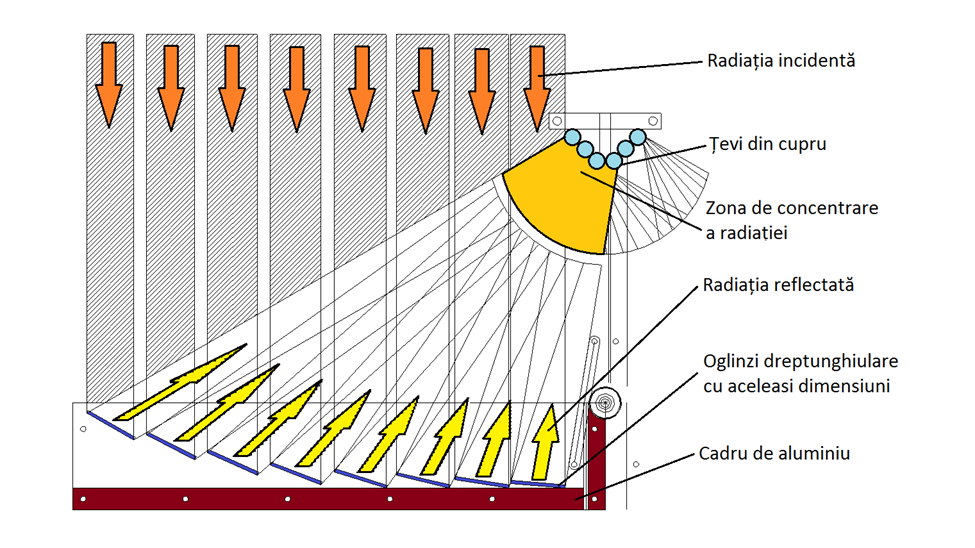 Radiația incidentă
Țevi din cupru
Zona de concentrare
a radiației
Radiația reflectată
Oglinzi dreptunghiulare
cu aceleasi dimensiuni
Cadru de aluminiu